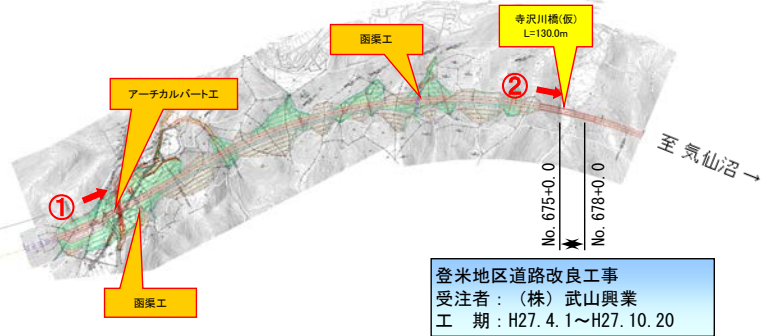 寺沢川橋(仮)
L=130.0m
函渠工
アーチカルバート工
②
①
至 気仙沼 →
No. 675+0. 0
No. 678+0. 0
函渠工
登米地区道路改良工事
受注者：（株）武山興業
工　期：H27. 4. 1～H27. 10. 20